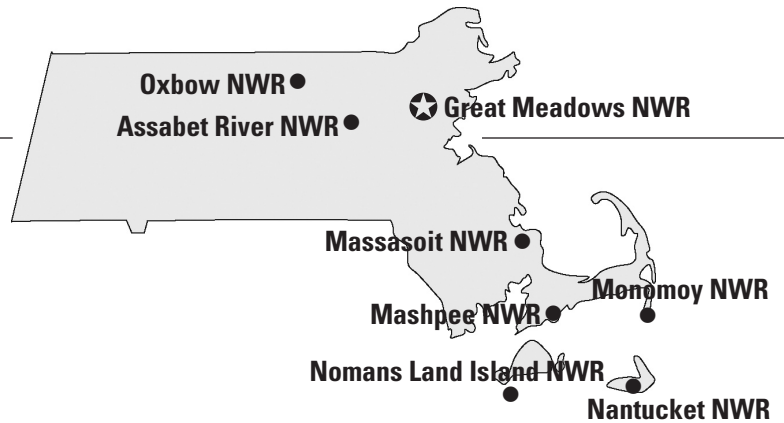 Oxbow NWR
Great Meadows NWR
Assabet River NWR
Massasoit NWR
Monomoy NWR
Mashpee NWR
Nomans Land Island NWR
Nantucket NWR